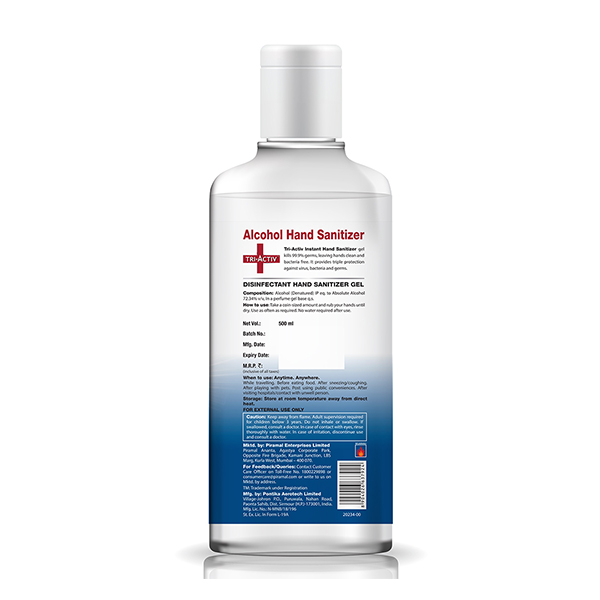 Alcohol Hand Sanitizer
TRI-ACTIV
Tri-Activ Instant Hand Sanitizer gel
kills 99.9% germs, leaving hands clean and
bacteria free. It provides triple protection
against virus, bacteria and germs.
DISINFECTANT HAND SANITIZER GEL
Composition: Alcohol (Denatured) IP eq. to Absolute Alcohol
72.34% v/v. In a perfume gel base q.s.
How to use: Take a coin sized amount and rub your hands until
dry. Use as often as required. No water required after use.
Net Vol.: 500 ml
Batch No.:
Mfg. Date:
Expiry Date:
M.R.P. ₹:
(inclusive of all taxes)
When to use: Anytime. Anywhere.
While travelling. Before eating food. After sneezing/coughing.
After playing with pets. Post using public conveniences. After
visiting hospitals/contact with unwell person.
Storage: Store at room temperature away from direct
heat.
FOR EXTERNAL USE ONLY
Caution: Keep away from flame. Adult supervision required
for children below 3 years. Do not inhale or swallow. If
swallowed, consult a doctor. In case of contact with eyes, rinse
thoroughly with water. In case of irritation, discontinue use
and consult a doctor.
Mktd. by: Piramal Enterprises Limited
Piramal Ananta, Agastya Corporate Park,
Opposite Fire Brigade, Kamani Junction, LBS
Marg, Kurla West, Mumbai – 400 070.
For Feedback/Queries: Contact Customer
Care Officer on Toll-Free No. 18002298
consumercare@piramal.com or write to us on
Mktd. by address.
TM: Trademark under Registration
Mfg. by: Pontika Aerotech Limited
Village-Johron P.O., Puruwala, Nahan Road,
Paonta Sahib, Dist. Sirmour (H.P.)-173001, India.
Mfg. Lic. No.: N-MNB/18/196
St. Ex. Lic. In Form L-19A
20234-00